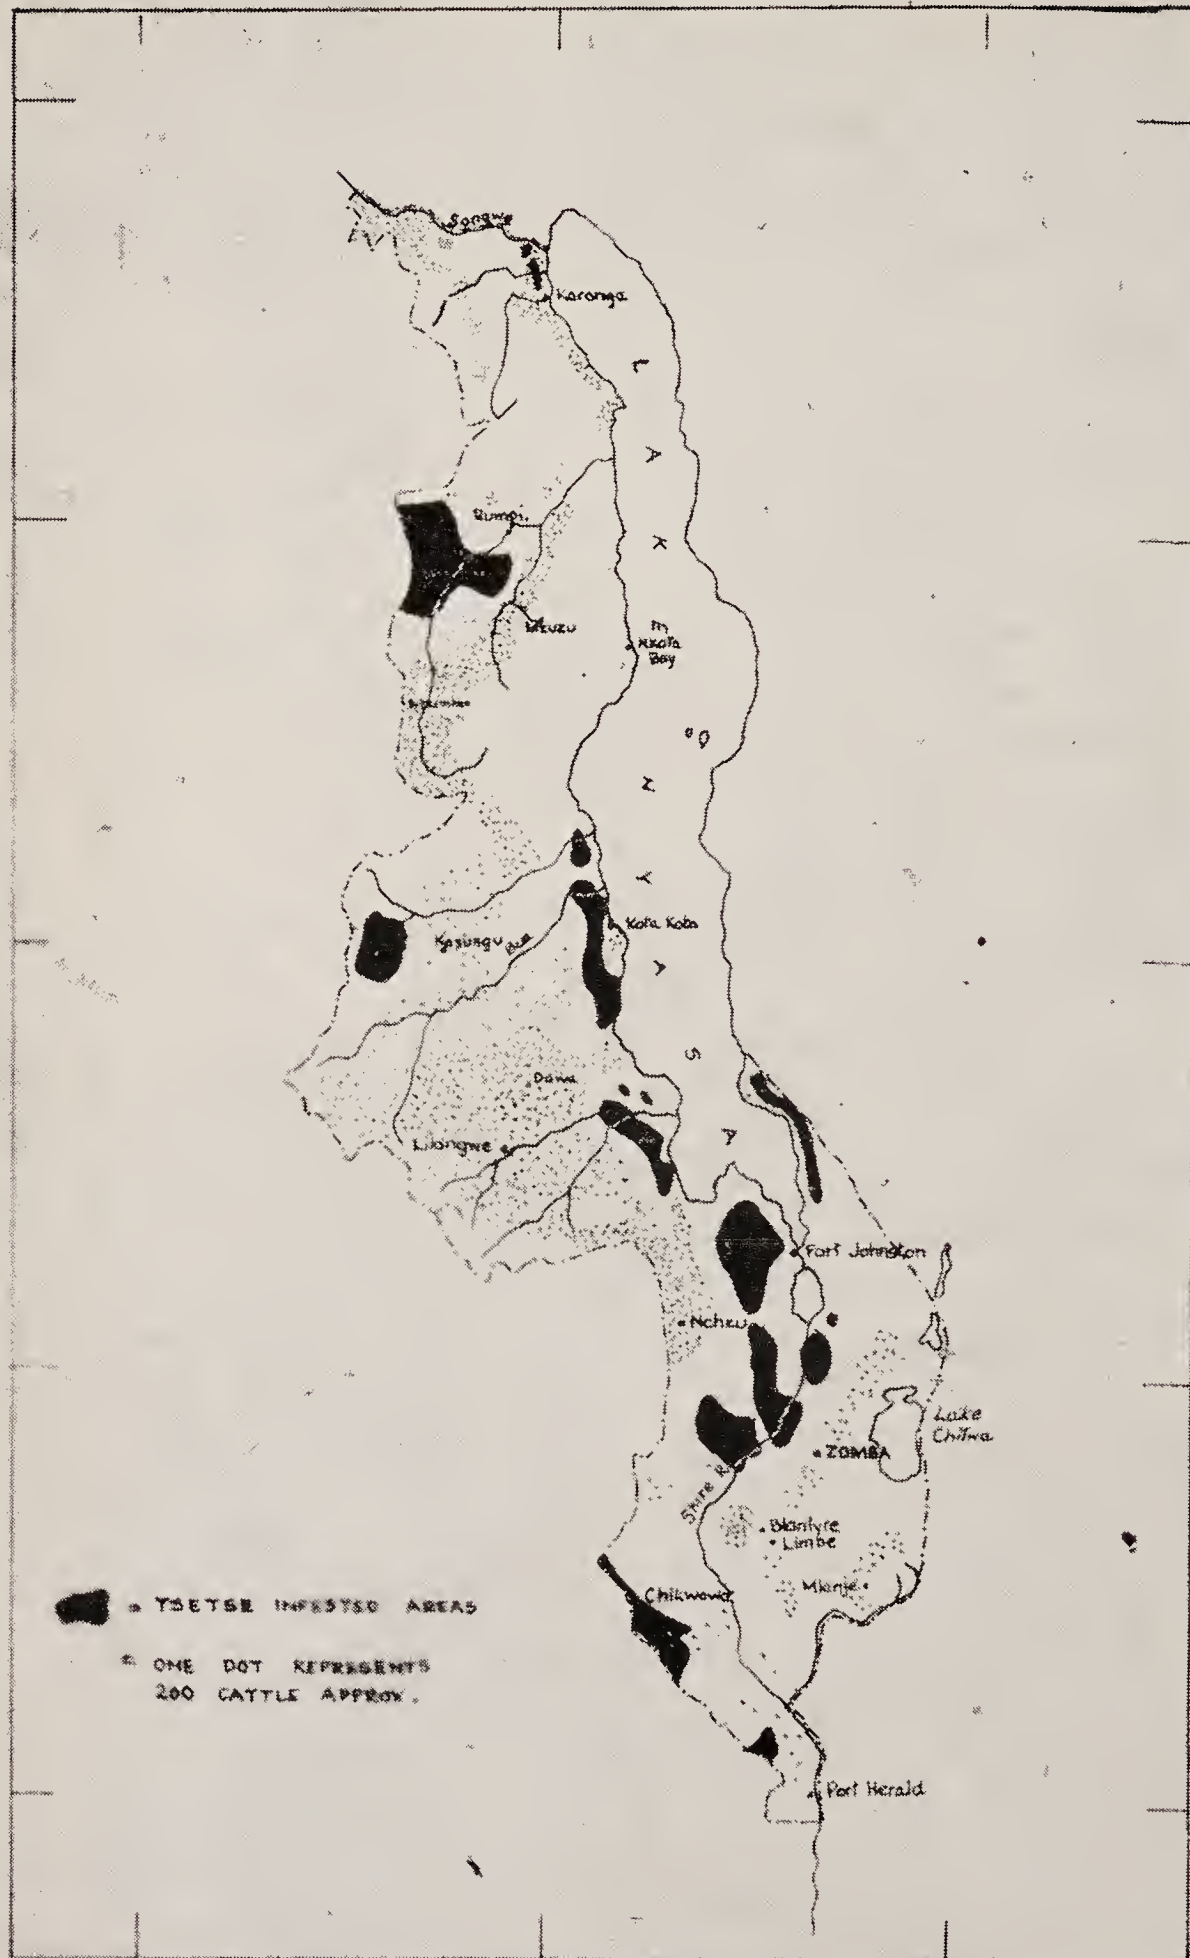 Songwe
Karonga
L
A
K
E
Rumpi.
Mzuzu
Nkata
Bay
N
Y
A
S
A
Kota Kota
Kasungu
Dowa
Lilongwe
Fort Johnston
Ncheu
Lake
Chilwa
ZOMBA
Shire R.
Blantyre
Limbe
Mlanje
Chikwawa
= TSETSE INFESTED AREAS
ONE DOT REPRESENTS
200 CATTLE APPROX.
Port Herald